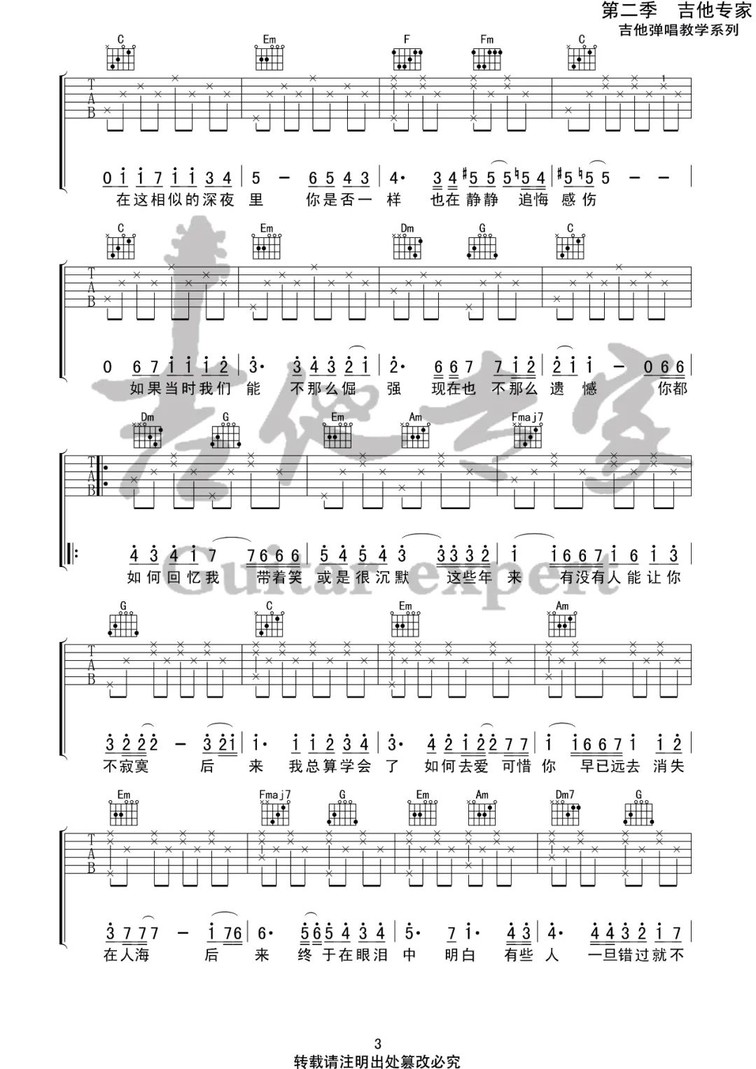 第二季　吉他专家
吉他弹唱教学系列
C Em F Fm C
T
A
B
1
0 i i 7 i i 3 4 | 5 - 6 5 4 3 | 4· 3 4 #5 5 5 ♮5 5 4 | #5 5 ♮5 5 - - |
在这相似的深夜 里 你是否一 样 也在静静 追悔 感伤
C Em Dm G C
T
A
B
0 6 7 i i i 2 | 3· 3 4 3 2 i | 2· 6 6 7 7 i 2 | 2 i i 6 6 |
如果当时我们 能 不那么倔 强 现在也 不那么 遗 憾 你都
Dm G Em Am Fmaj7
T
A
B
4 3 4 i 7 7 6 6 6 | 5 4 5 4 3 3 3 3 2 | i i 6 6 7 i 6 i 3 |
如何回忆我 带着笑 或是很沉默 这些年 来 有没有人能让你
吉他专家
Guitar expert
G C Em Am
T
A
B
3 2 2 2 - 3 2 i | i· i i 2 3 4 | 4 2 i 2 2 7 7 | i i 6 6 7 i i 2 |
不寂寞 后 来 我总算学会 了 如何去爱 可惜 你 早已远去 消失
Em Fmaj7 G Em Am Dm7 G
T
A
B
3 7 7 7 - i 7 6 | 6· 5 6 5 4 3 4 | 5· 7 i 4 3 | 4· 4 4 3 2 i 7 |
在人海 后 来 终于在眼泪 中 明白 有些 人 一旦错过就不
3
转载请注明出处篡改必究